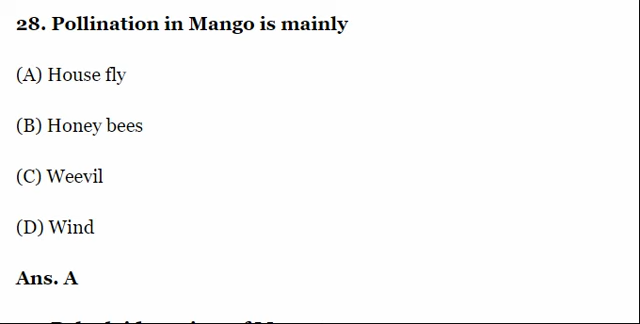 28. Pollination in Mango is mainly
(A) House fly
(B) Honey bees
(C) Weevil
(D) Wind
Ans. A